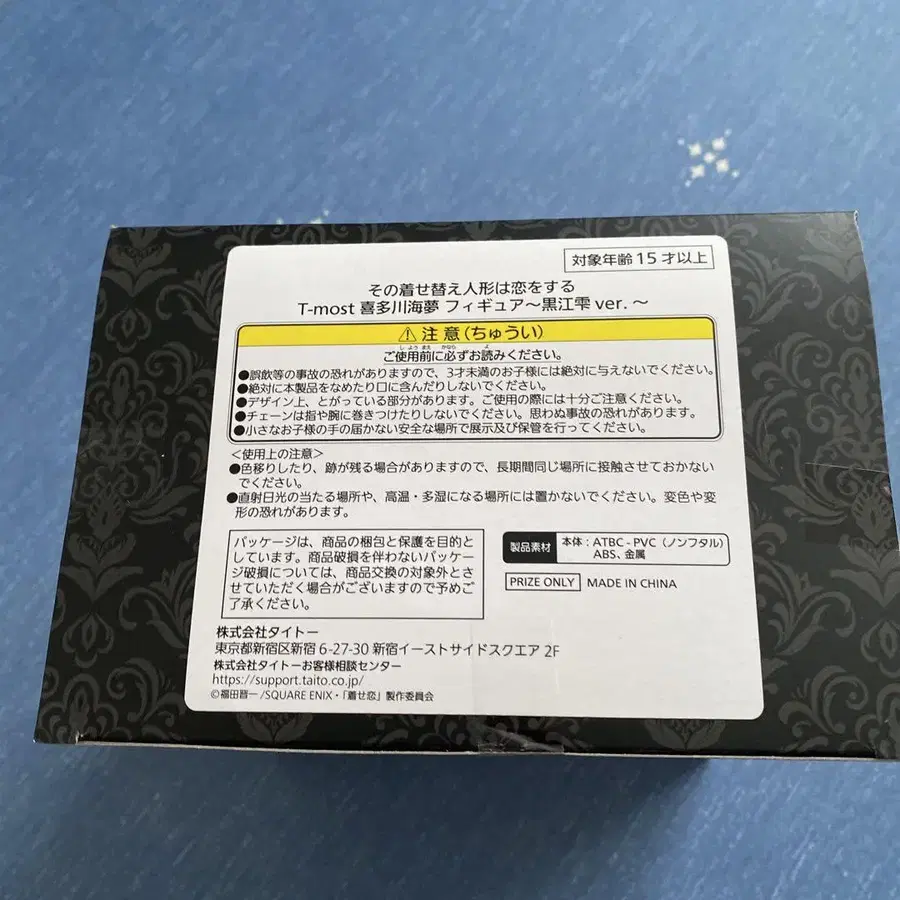 対象年齢15才以上
その着せ替え人形は恋をする
T-most 喜多川海夢 フィギュア～黒江雫 ver.～
⚠注意(ちゅうい)
しようまえ かなら よ
ご使用前に必ずお読みください。
●誤飲等の事故の恐れがありますので、3才未満のお子様には絶対に与えないでください。
●絶対に本製品をなめたり口に含んだりしないでください。
●デザイン上、とがっている部分があります。ご使用の際には十分ご注意ください。
●チェーンは指や腕に巻きつけたりしないでください。思わぬ事故の恐れがあります。
●小さなお子様の手の届かない安全な場所で展示及び保管を行ってください。
＜使用上の注意＞
●色移りしたり、跡が残る場合がありますので、長期間同じ場所に接触させておかない
でください。
●直射日光の当たる場所や、高温・多湿になる場所には置かないでください。変色や変
形の恐れがあります。
パッケージは、商品の梱包と保護を目的と
しています。商品破損を伴わないパッケー
ジ破損については、商品交換の対象外とさ
せていただく場合がございますので予めご
了承ください。
製品素材
本体：ATBC-PVC（ノンフタル）
ABS、金属
PRIZE ONLY MADE IN CHINA
株式会社タイトー
東京都新宿区新宿 6-27-30 新宿イーストサイドスクエア 2F
株式会社タイトーお客様相談センター
https://support.taito.co.jp/
©福田晋一/SQUARE ENIX・「着せ恋」製作委員会